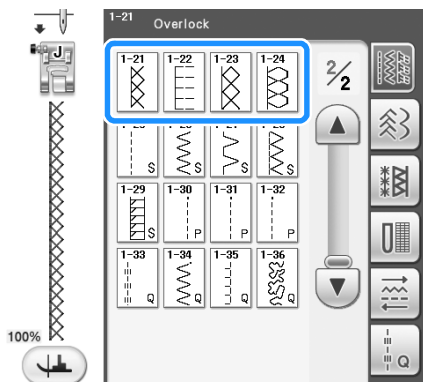 1-21 Overlock
J
1-21 1-22 1-23 1-24
2/2
S S S S
1-29 1-30 1-31 1-32
S P P P
1-33 1-34 1-35 1-36
Q Q Q Q
100%
Q